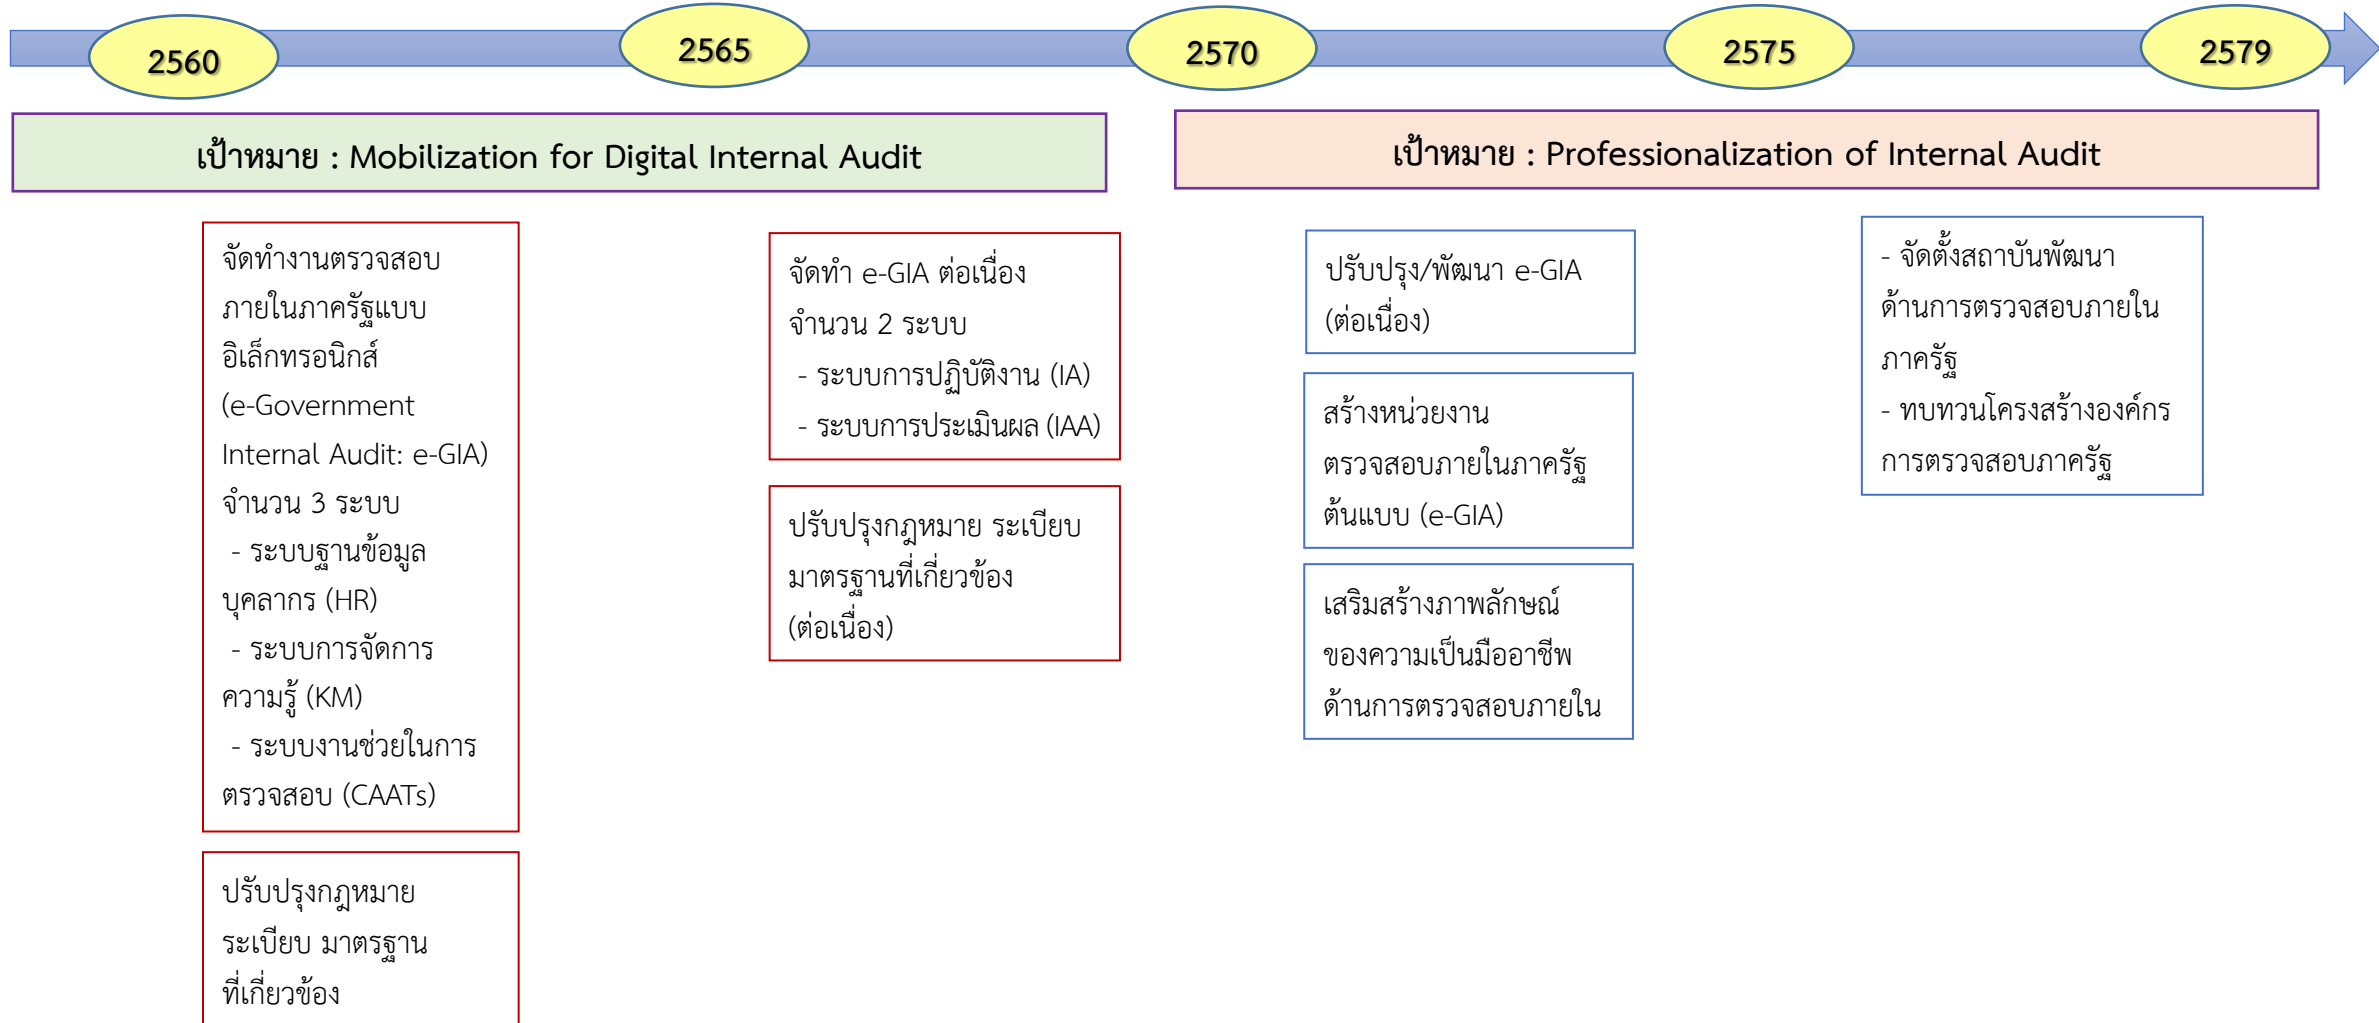 2560
2565
2570
2575
2579
เป้าหมาย : Mobilization for Digital Internal Audit
เป้าหมาย : Professionalization of Internal Audit
จัดทำงานตรวจสอบ
ภายในภาครัฐแบบ
อิเล็กทรอนิกส์
(e-Government
Internal Audit: e-GIA)
จำนวน 3 ระบบ
- ระบบฐานข้อมูล
บุคลากร (HR)
- ระบบการจัดการ
ความรู้ (KM)
- ระบบงานช่วยในการ
ตรวจสอบ (CAATs)
ปรับปรุงกฎหมาย
ระเบียบ มาตรฐาน
ที่เกี่ยวข้อง
จัดทำ e-GIA ต่อเนื่อง
จำนวน 2 ระบบ
- ระบบการปฏิบัติงาน (IA)
- ระบบการประเมินผล (IAA)
ปรับปรุงกฎหมาย ระเบียบ
มาตรฐานที่เกี่ยวข้อง
(ต่อเนื่อง)
ปรับปรุง/พัฒนา e-GIA
(ต่อเนื่อง)
สร้างหน่วยงาน
ตรวจสอบภายในภาครัฐ
ต้นแบบ (e-GIA)
เสริมสร้างภาพลักษณ์
ของความเป็นมืออาชีพ
ด้านการตรวจสอบภายใน
- จัดตั้งสถาบันพัฒนา
ด้านการตรวจสอบภายใน
ภาครัฐ
- ทบทวนโครงสร้างองค์กร
การตรวจสอบภาครัฐ